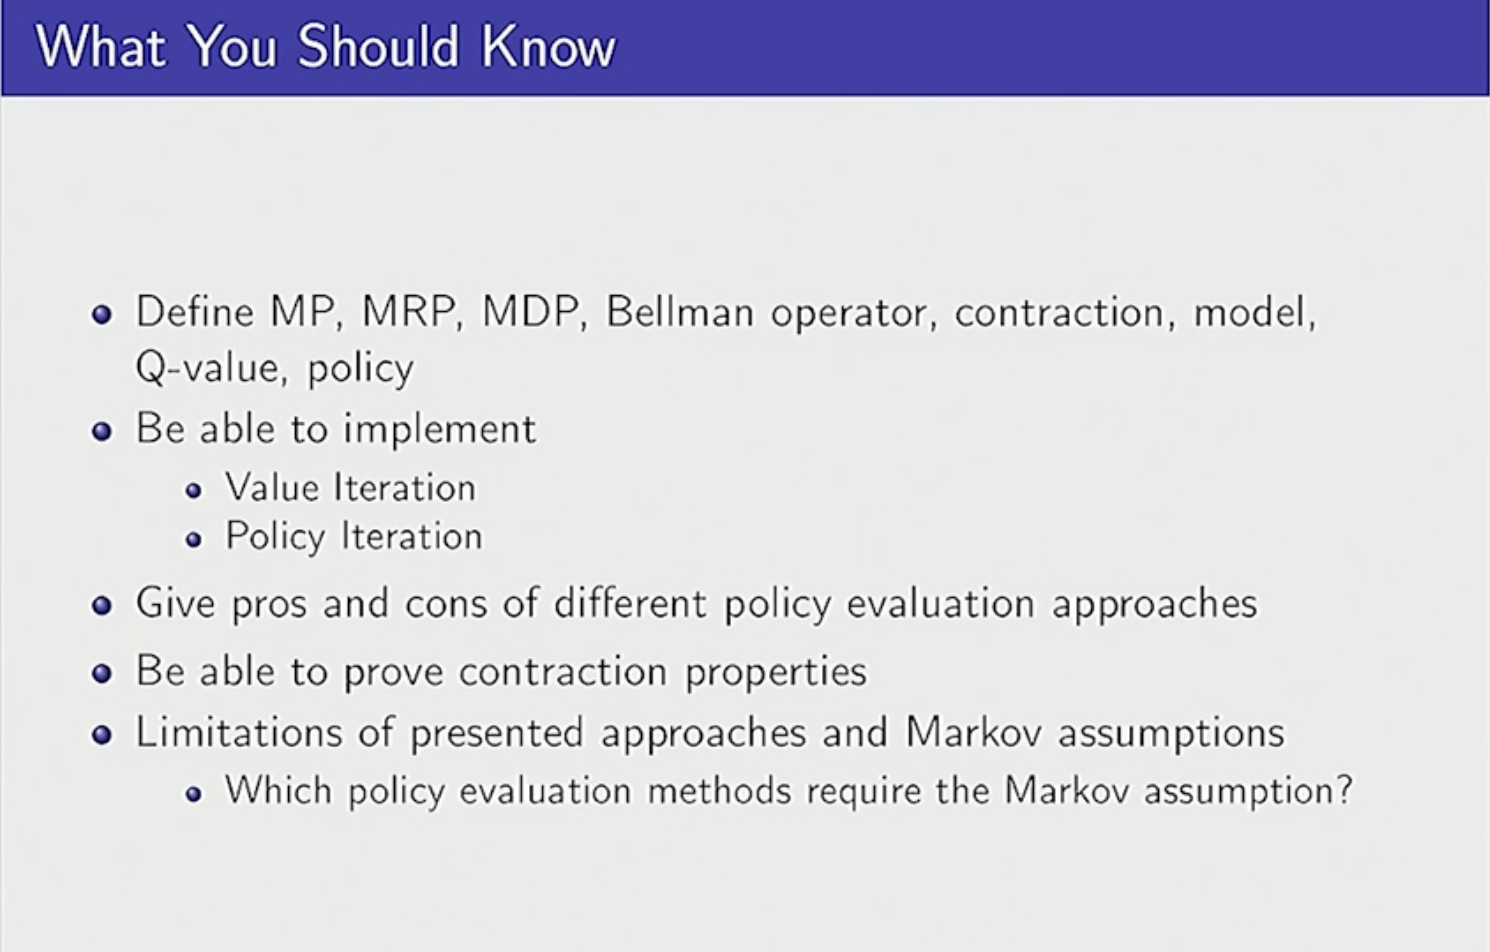 What You Should Know
Define MP, MRP, MDP, Bellman operator, contraction, model,
Q-value, policy
Be able to implement
Value Iteration
Policy Iteration
Give pros and cons of different policy evaluation approaches
Be able to prove contraction properties
Limitations of presented approaches and Markov assumptions
Which policy evaluation methods require the Markov assumption?